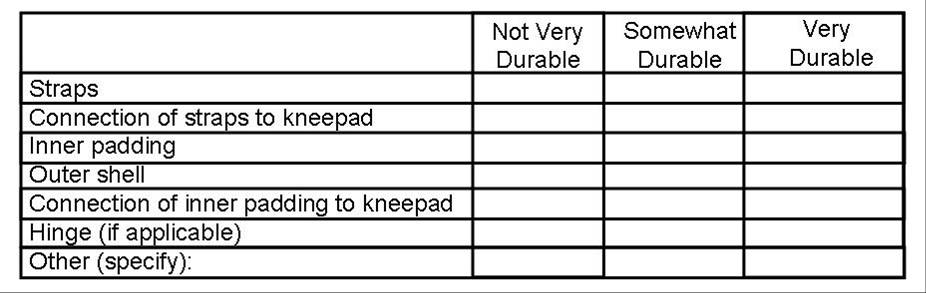 Not Very Somewhat Very
Durable Durable Durable
Straps
Connection of straps to kneepad
Inner padding
Outer shell
Connection of inner padding to kneepad
Hinge (if applicable)
Other (specify):